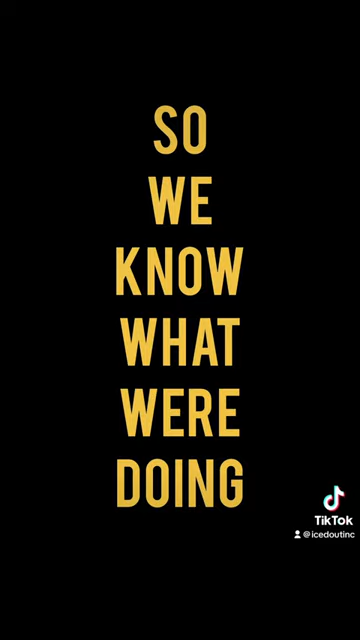 SO
WE
KNOW
WHAT
WERE
DOING
TikTok
@icedoutinc